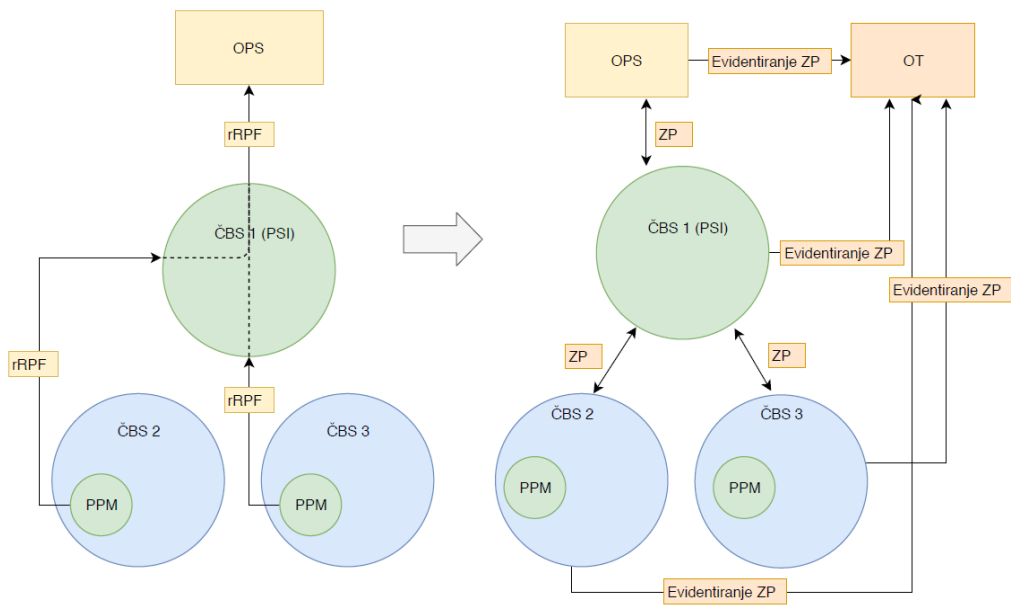 OPS
rRPF
ČBS 1 (PSI)
rRPF
rRPF
ČBS 2
ČBS 3
PPM
PPM
OPS
Evidentiranje ZP
OT
ZP
ČBS 1 (PSI)
Evidentiranje ZP
Evidentiranje ZP
ZP
ZP
ČBS 2
ČBS 3
PPM
PPM
Evidentiranje ZP